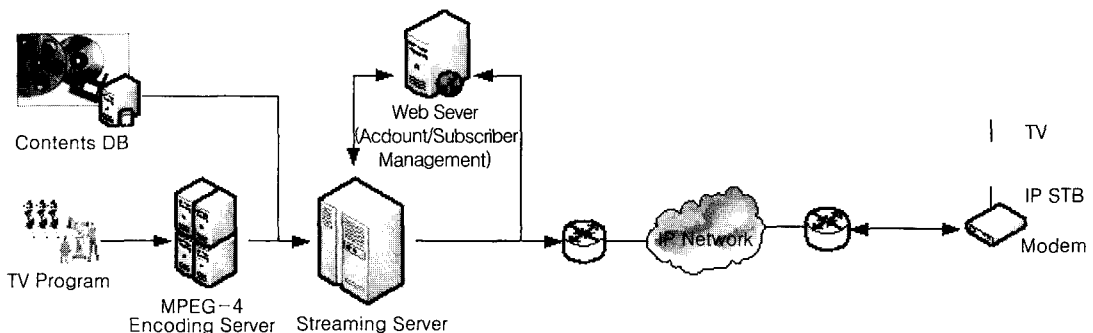 Contents DB
Web Sever
(Acdount/Subscriber
Management)
TV
IP STB
Modem
IP Network
TV Program
MPEG-4
Encoding Server
Streaming Server